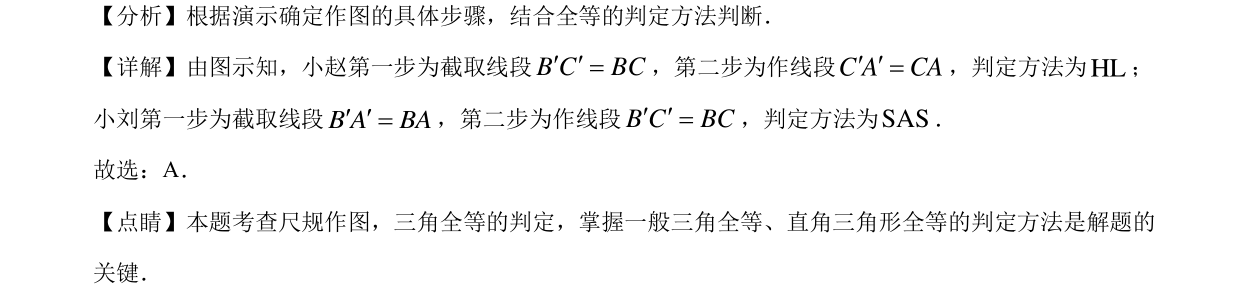 【分析】根据演示确定作图的具体步骤，结合全等的判定方法判断．
【详解】由图示知，小赵第一步为截取线段B′C′ = BC，第二步为作线段C′A′ = CA，判定方法为HL；
小刘第一步为截取线段B′A′ = BA，第二步为作线段B′C′ = BC，判定方法为SAS．
故选：A．
【点睛】本题考查尺规作图，三角全等的判定，掌握一般三角全等、直角三角形全等的判定方法是解题的
关键．